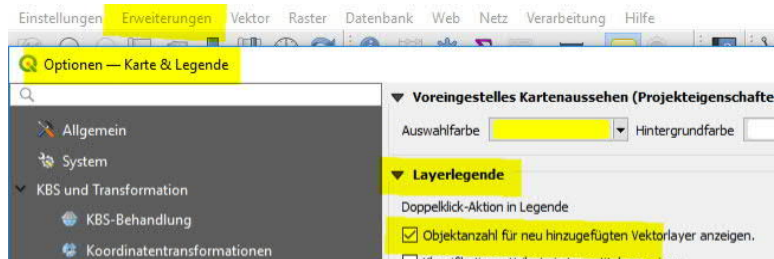 Einstellungen Erweiterungen Vektor Raster Datenbank Web Netz Verarbeitung Hilfe
Optionen — Karte & Legende
Voreingestelles Kartenaussehen (Projekteigenschafte
Allgemein
Auswahlfarbe Hintergrundfarbe
System
Layerlegende
KBS und Transformation
Doppelklick-Aktion in Legende
KBS-Behandlung
Objektanzahl für neu hinzugefügten Vektorlayer anzeigen.
Koordinatentransformationen